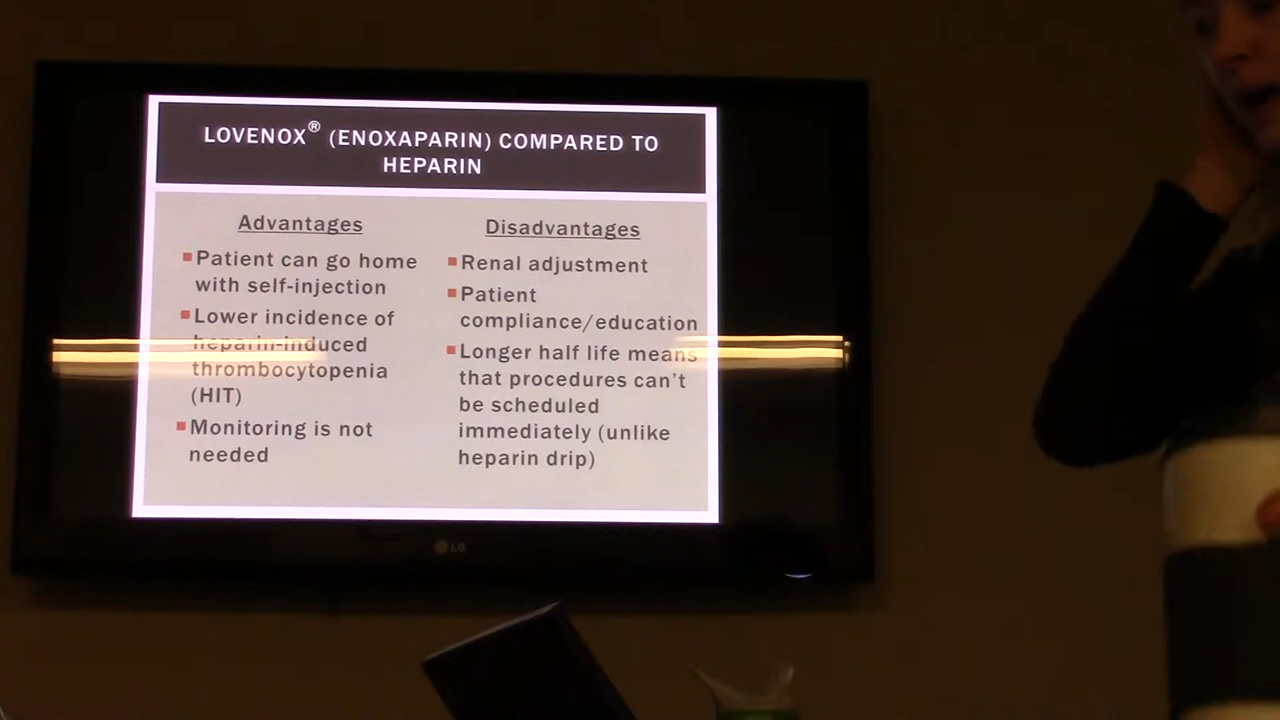 LOVENOX® (ENOXAPARIN) COMPARED TO
HEPARIN
Advantages
▪Patient can go home
with self-injection
▪Lower incidence of
heparin-induced
thrombocytopenia
(HIT)
▪Monitoring is not
needed
Disadvantages
▪Renal adjustment
▪Patient
compliance/education
▪Longer half life means
that procedures can't
be scheduled
immediately (unlike
heparin drip)
LG